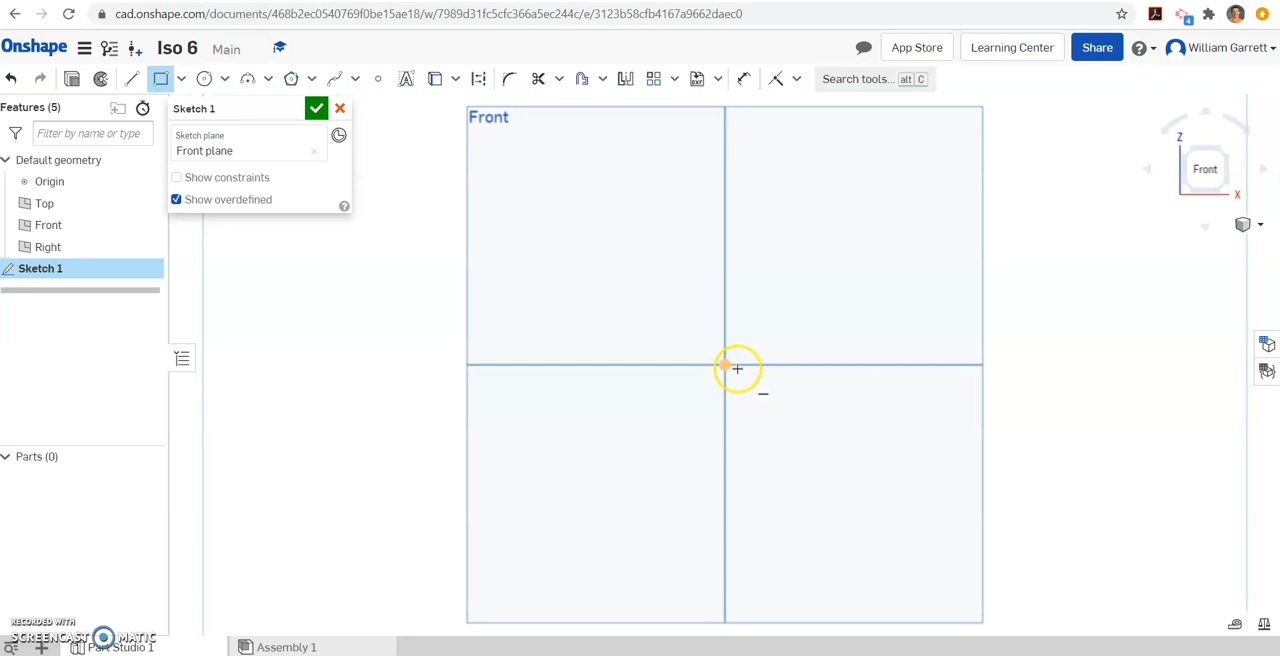 cad.onshape.com/documents/468b2ec0540769f0be15ae18/w/7989d31fc5cfc366a5ec244c/e/3123b58cfb4167a9662daec0
4
Onshape Iso 6 Main App Store Learning Center Share William Garrett
Search tools... alt C
Features (5)
Filter by name or type
Default geometry
Origin
Top
Front
Right
Sketch 1
Parts (0)
Sketch 1
Sketch plane
Front plane
Show constraints
Show overdefined
Front
Z
Front
X
RECORDED WITH
SCREENCAST MATIC
Part Studio 1
Assembly 1